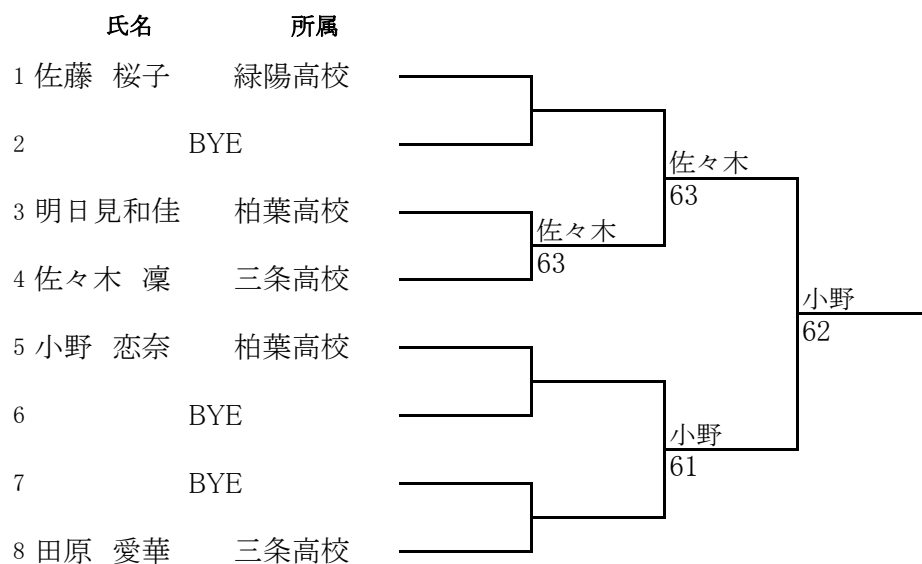 氏名 所属
1 佐藤 桜子 緑陽高校
2 BYE
佐々木
63
3 明日見和佳 柏葉高校
佐々木
63
4 佐々木 凜 三条高校
小野
62
5 小野 恋奈 柏葉高校
6 BYE
小野
61
7 BYE
8 田原 愛華 三条高校